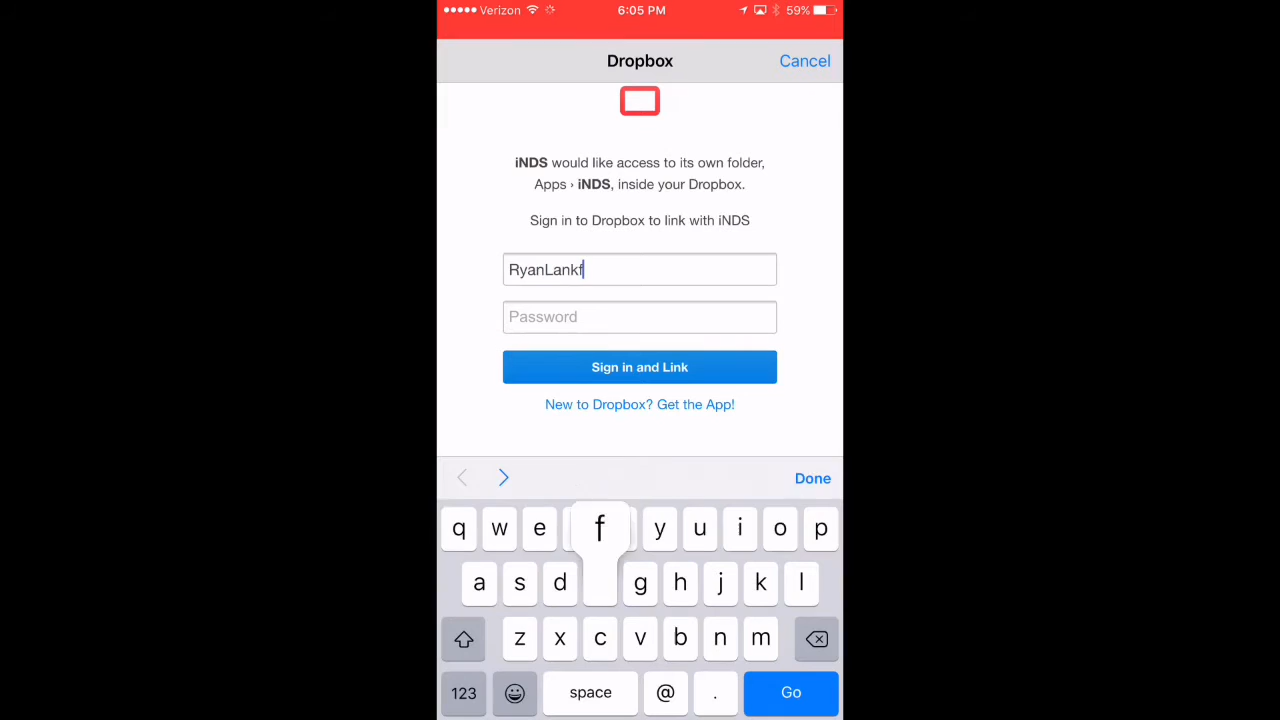 Verizon 6:05 PM 59%
Dropbox Cancel
iNDS would like access to its own folder,
Apps › iNDS, inside your Dropbox.
Sign in to Dropbox to link with iNDS
RyanLankf
Password
Sign in and Link
New to Dropbox? Get the App!
Done
q w e f y u i o p
a s d g h j k l
z x c v b n m
123 space @ . Go